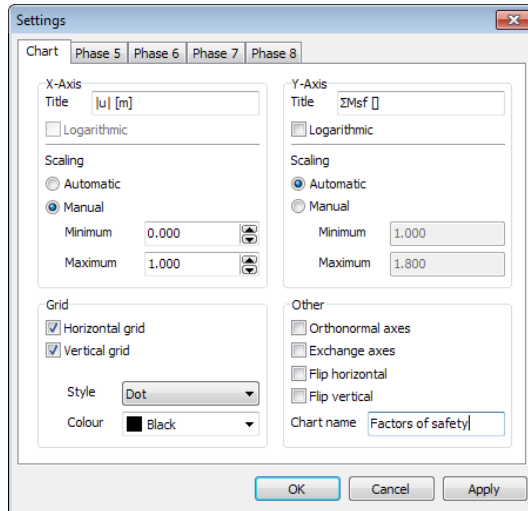 Settings
Chart Phase 5 Phase 6 Phase 7 Phase 8
X-Axis
Title |u| [m]
Logarithmic
Scaling
Automatic
Manual
Minimum 0.000
Maximum 1.000
Y-Axis
Title ΣMsf []
Logarithmic
Scaling
Automatic
Manual
Minimum 1.000
Maximum 1.800
Grid
Horizontal grid
Vertical grid
Style Dot
Colour Black
Other
Orthonormal axes
Exchange axes
Flip horizontal
Flip vertical
Chart name Factors of safety
OK Cancel Apply